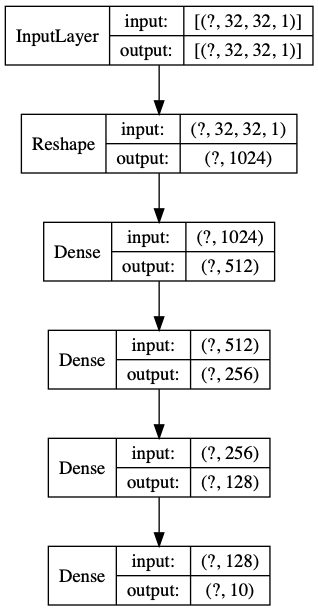 InputLayer
input: [(?, 32, 32, 1)]
output: [(?, 32, 32, 1)]
Reshape
input: (?, 32, 32, 1)
output: (?, 1024)
Dense
input: (?, 1024)
output: (?, 512)
Dense
input: (?, 512)
output: (?, 256)
Dense
input: (?, 256)
output: (?, 128)
Dense
input: (?, 128)
output: (?, 10)